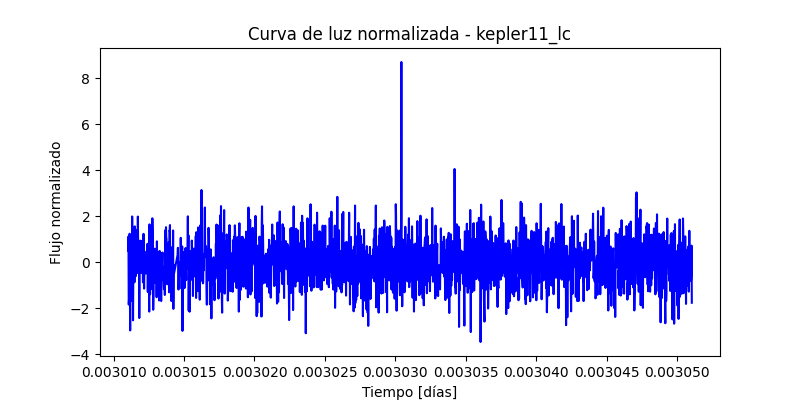 Curva de luz normalizada - kepler11_lc
Flujo normalizado
8
6
4
2
0
−2
−4
0.003010 0.003015 0.003020 0.003025 0.003030 0.003035 0.003040 0.003045 0.003050
Tiempo [días]